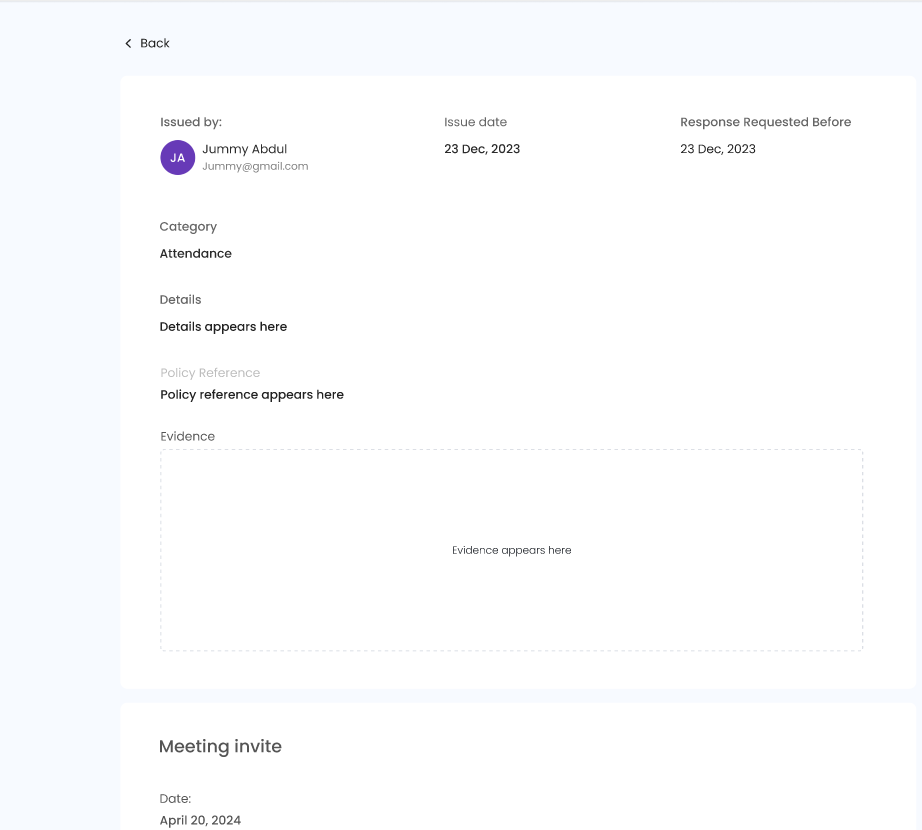 Back
Issued by:
Issue date
Response Requested Before
JA
Jummy Abdul
Jummy@gmail.com
23 Dec, 2023
23 Dec, 2023
Category
Attendance
Details
Details appears here
Policy Reference
Policy reference appears here
Evidence
Evidence appears here
Meeting invite
Date:
April 20, 2024